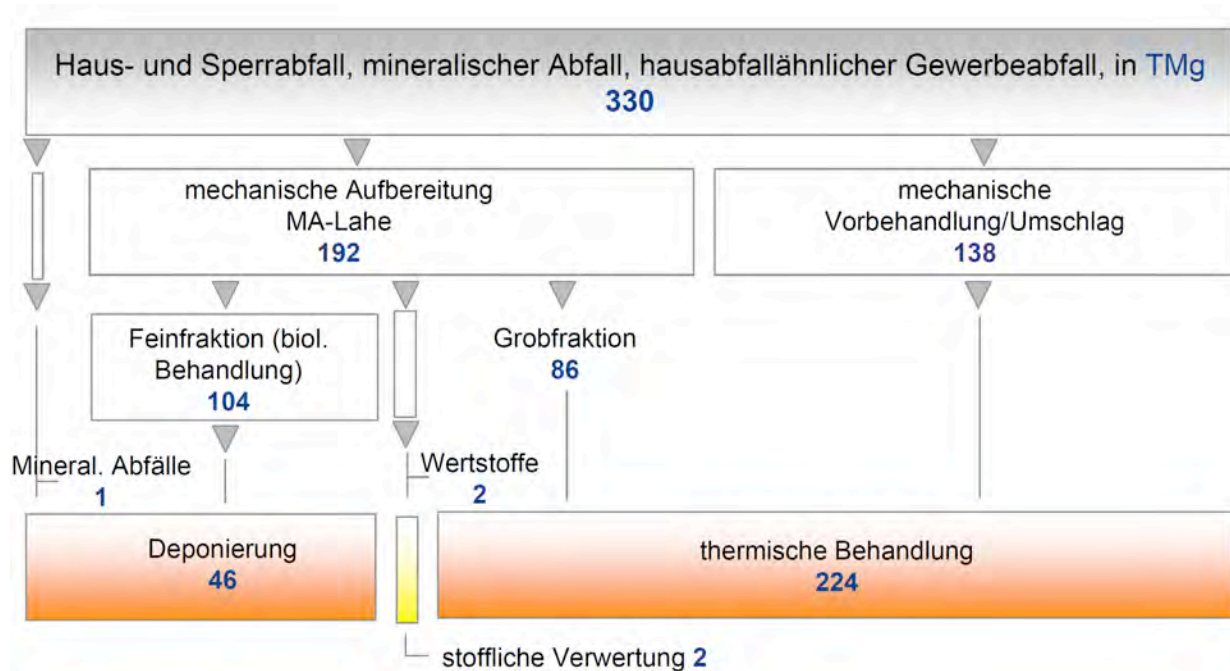 Haus- und Sperrabfall, mineralischer Abfall, hausabfallähnlicher Gewerbeabfall, in TMg
330
mechanische Aufbereitung
MA-Lahe
192
mechanische
Vorbehandlung/Umschlag
138
Feinfraktion (biol.
Behandlung)
104
Grobfraktion
86
Mineral. Abfälle
1
Wertstoffe
2
Deponierung
46
thermische Behandlung
224
stoffliche Verwertung 2